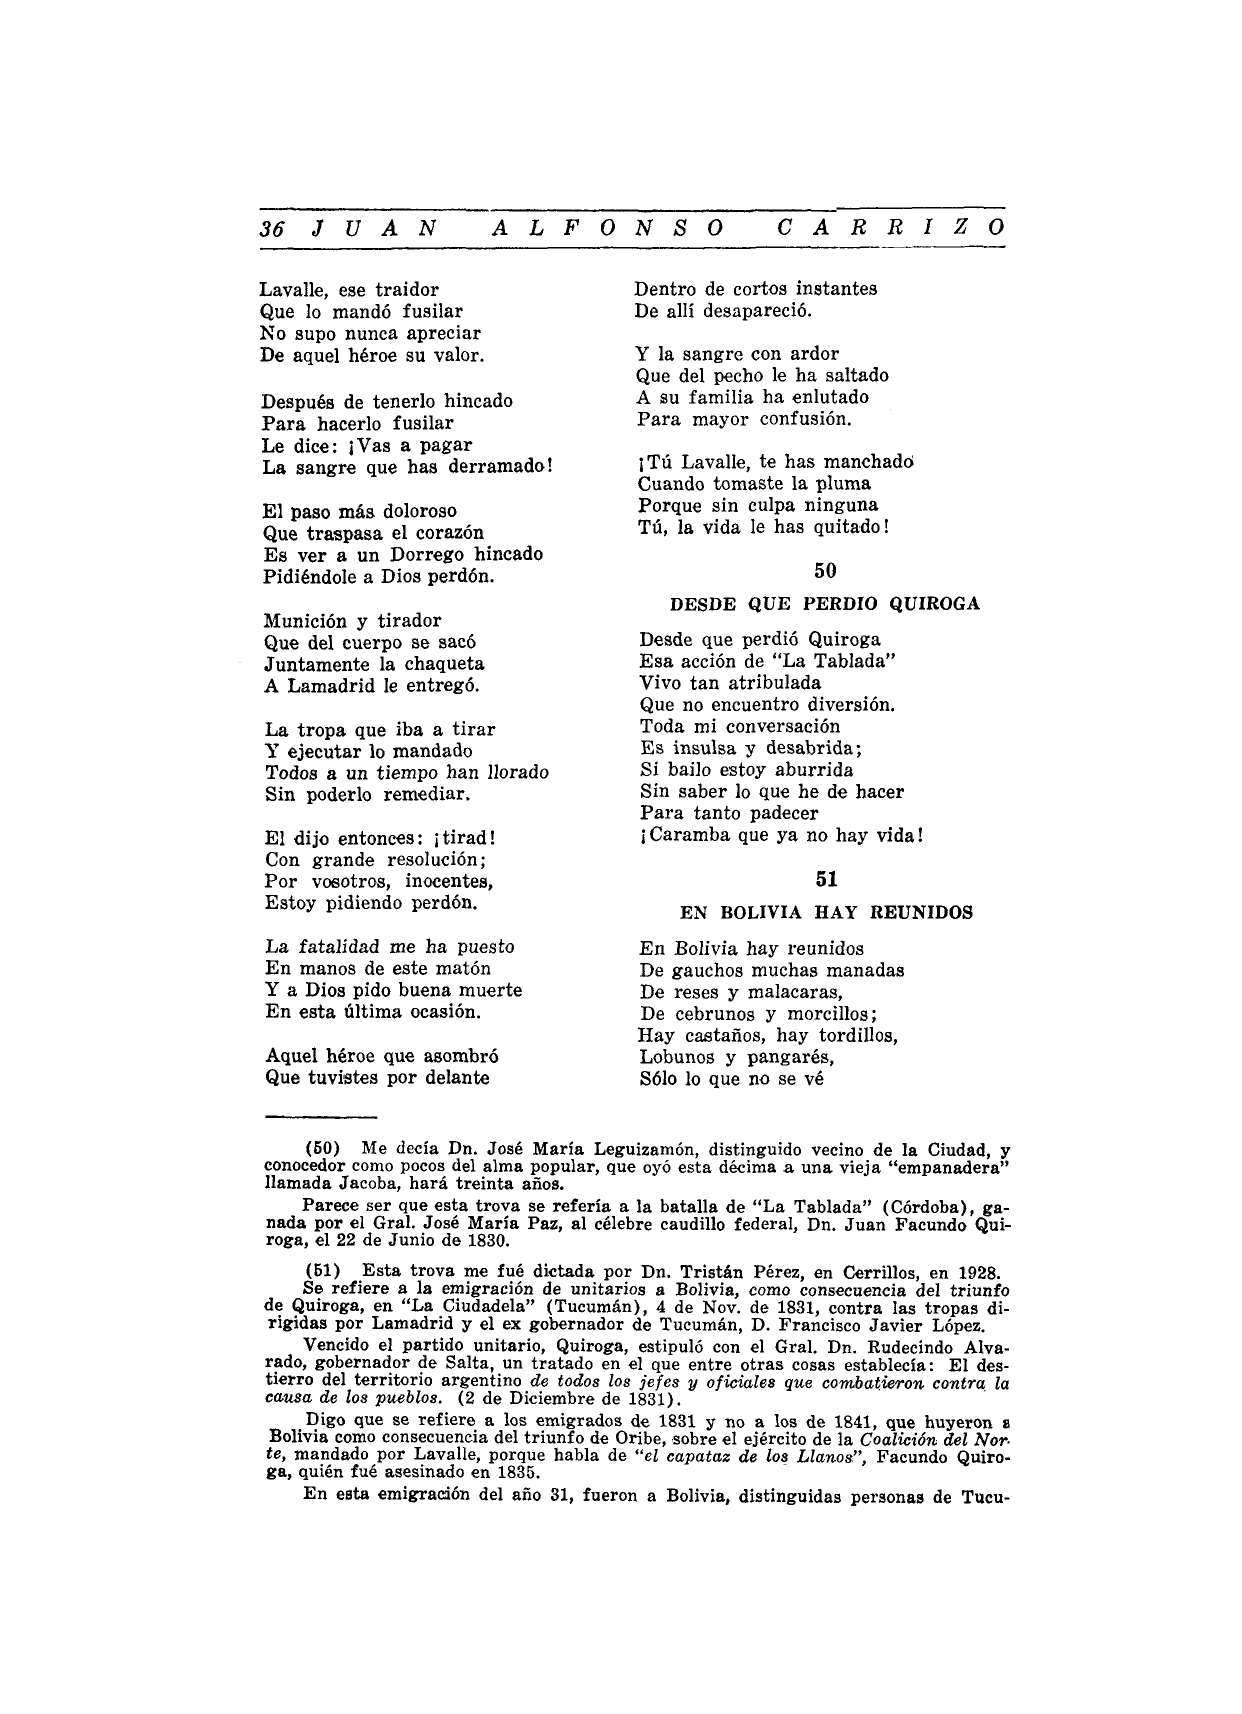 36 JUAN ALFONSO CARRIZO
Lavalle, ese traidor
Que lo mandó fusilar
No supo nunca apreciar
De aquel héroe su valor.
Después de tenerlo hincado
Para hacerlo fusilar
Le dice: ¡Vas a pagar
La sangre que has derramado!
El paso más doloroso
Que traspasa el corazón
Es ver a un Dorrego hincado
Pidiéndole a Dios perdón.
Munición y tirador
Que del cuerpo se sacó
Juntamente la chaqueta
A Lamadrid le entregó.
La tropa que iba a tirar
Y ejecutar lo mandado
Todos a un tiempo han llorado
Sin poderlo remediar.
El dijo entonces: ¡tirad!
Con grande resolución;
Por vosotros, inocentes,
Estoy pidiendo perdón.
La fatalidad me ha puesto
En manos de este matón
Y a Dios pido buena muerte
En esta última ocasión.
Aquel héroe que asombró
Que tuvistes por delante
Dentro de cortos instantes
De allí desapareció.
Y la sangre con ardor
Que del pecho le ha saltado
A su familia ha enlutado
Para mayor confusión.
¡Tú Lavalle, te has manchado
Cuando tomaste la pluma
Porque sin culpa ninguna
Tú, la vida le has quitado!
50
DESDE QUE PERDIO QUIROGA
Desde que perdió Quiroga
Esa acción de “La Tablada”
Vivo tan atribulada
Que no encuentro diversión.
Toda mi conversación
Es insulsa y desabrida;
Si bailo estoy aburrida
Sin saber lo que he de hacer
Para tanto padecer
¡Caramba que ya no hay vida!
51
EN BOLIVIA HAY REUNIDOS
En Bolivia hay reunidos
De gauchos muchas manadas
De reses y malacaras,
De cebrunos y morcillos;
Hay castaños, hay tordillos,
Lobunos y pangarés,
Sólo lo que no se vé
(50) Me decía Dn. José María Leguizamón, distinguido vecino de la Ciudad, y
conocedor como pocos del alma popular, que oyó esta décima a una vieja “empanadera”
llamada Jacoba, hará treinta años.
Parece ser que esta trova se refería a la batalla de “La Tablada” (Córdoba), ga-
nada por el Gral. José María Paz, al célebre caudillo federal, Dn. Juan Facundo Qui-
roga, el 22 de Junio de 1830.
(51) Esta trova me fué dictada por Dn. Tristán Pérez, en Cerrillos, en 1928.
Se refiere a la emigración de unitarios a Bolivia, como consecuencia del triunfo
de Quiroga, en “La Ciudadela” (Tucumán), 4 de Nov. de 1831, contra las tropas di-
rigidas por Lamadrid y el ex gobernador de Tucumán, D. Francisco Javier López.
Vencido el partido unitario, Quiroga, estipuló con el Gral. Dn. Rudecindo Alva-
rado, gobernador de Salta, un tratado en el que entre otras cosas establecía: El des-
tierro del territorio argentino de todos los jefes y oficiales que combatieron contra la
causa de los pueblos. (2 de Diciembre de 1831).
Digo que se refiere a los emigrados de 1831 y no a los de 1841, que huyeron a
Bolivia como consecuencia del triunfo de Oribe, sobre el ejército de la Coalición del Nor-
te, mandado por Lavalle, porque habla de “el capataz de los Llanos”, Facundo Quiro-
ga, quién fué asesinado en 1835.
En esta emigración del año 31, fueron a Bolivia, distinguidas personas de Tucu-